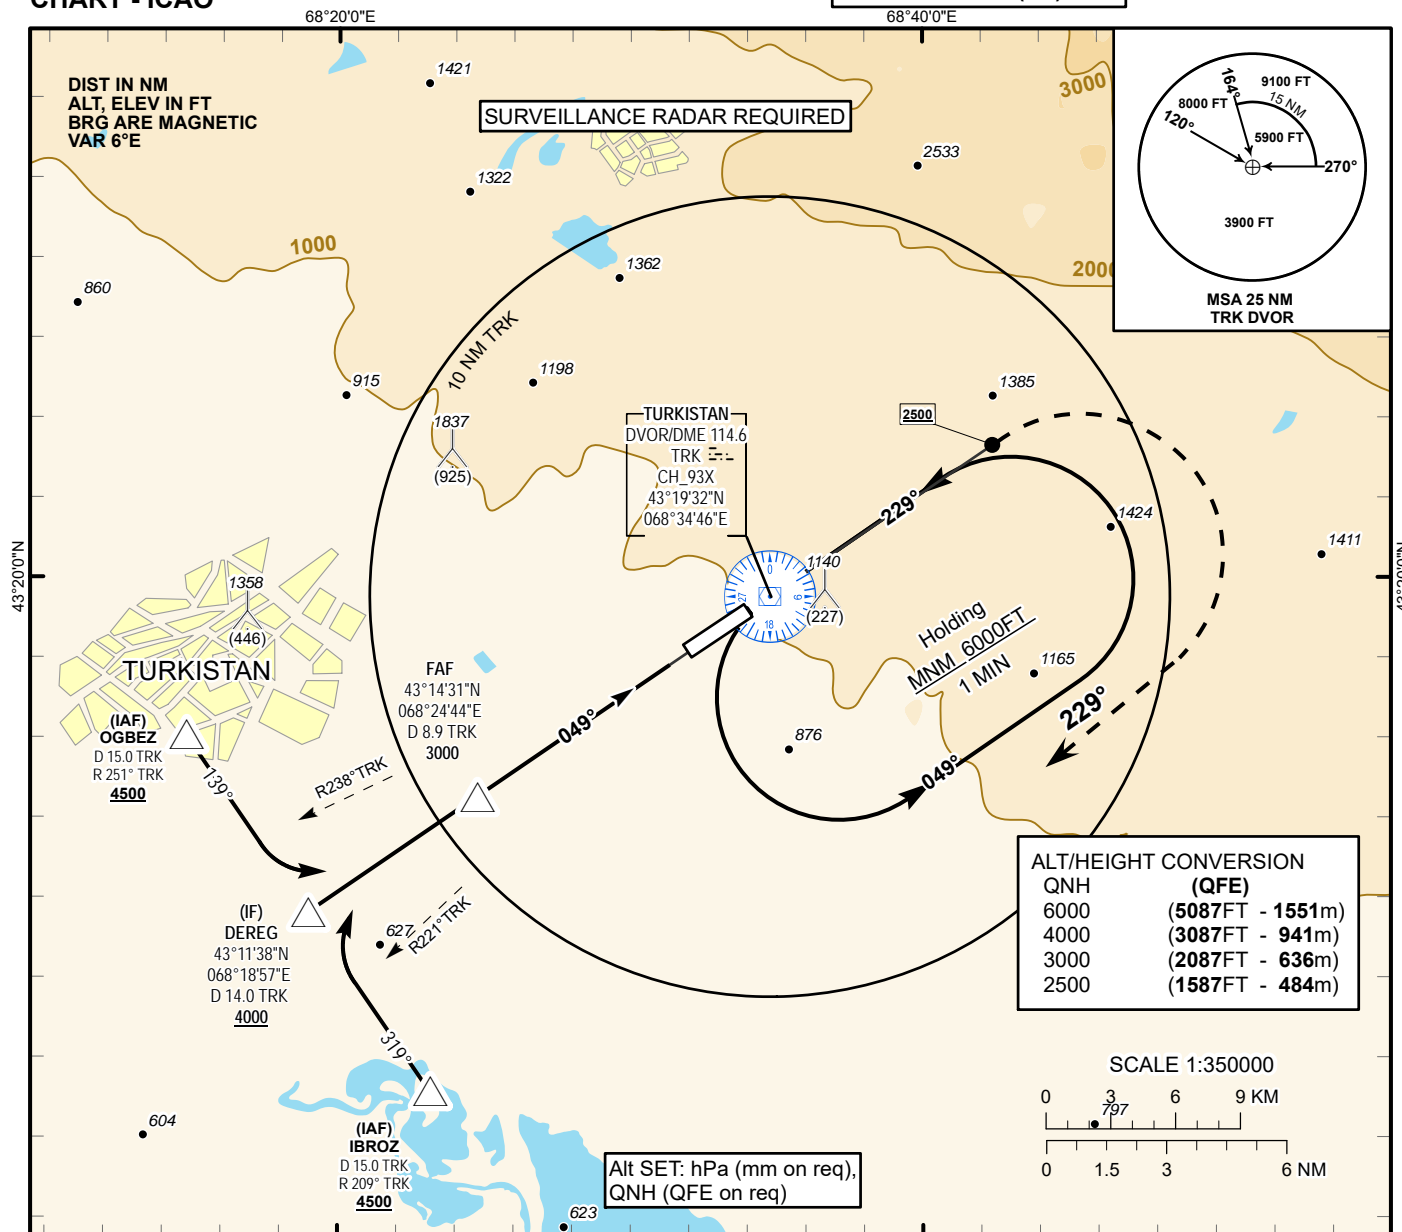 CHART - ICAO
68°20'0"E
68°40'0"E
DIST IN NM
ALT, ELEV IN FT
BRG ARE MAGNETIC
VAR 6°E
1421
SURVEILLANCE RADAR REQUIRED
3000
2533
1322
164°
9100 FT
8000 FT
15 NM
120°
5900 FT
270°
3900 FT
MSA 25 NM
TRK DVOR
1000
1362
2000
860
10 NM TRK
915
1198
1385
1837
(925)
TURKISTAN
DVOR/DME 114.6
TRK
CH_93X
43°19'32"N
068°34'46"E
2500
229°
1424
1411
43°20'0"N
43°20'0"N
1358
(446)
TURKISTAN
0
6
18
27
1140
(227)
Holding
MNM 6000FT
1 MIN
1165
FAF
43°14'31"N
068°24'44"E
D 8.9 TRK
3000
(IAF)
OGBEZ
D 15.0 TRK
R 251° TRK
4500
139°
R238°TRK
049°
876
049°
229°
(IF)
DEREG
43°11'38"N
068°18'57"E
D 14.0 TRK
4000
627
R221°TRK
319°
ALT/HEIGHT CONVERSION
QNH (QFE)
6000 (5087FT - 1551m)
4000 (3087FT - 941m)
3000 (2087FT - 636m)
2500 (1587FT - 484m)
SCALE 1:350000
0 3 6 9 KM
797
0 1.5 3 6 NM
604
(IAF)
IBROZ
D 15.0 TRK
R 209° TRK
4500
Alt SET: hPa (mm on req),
QNH (QFE on req)
623